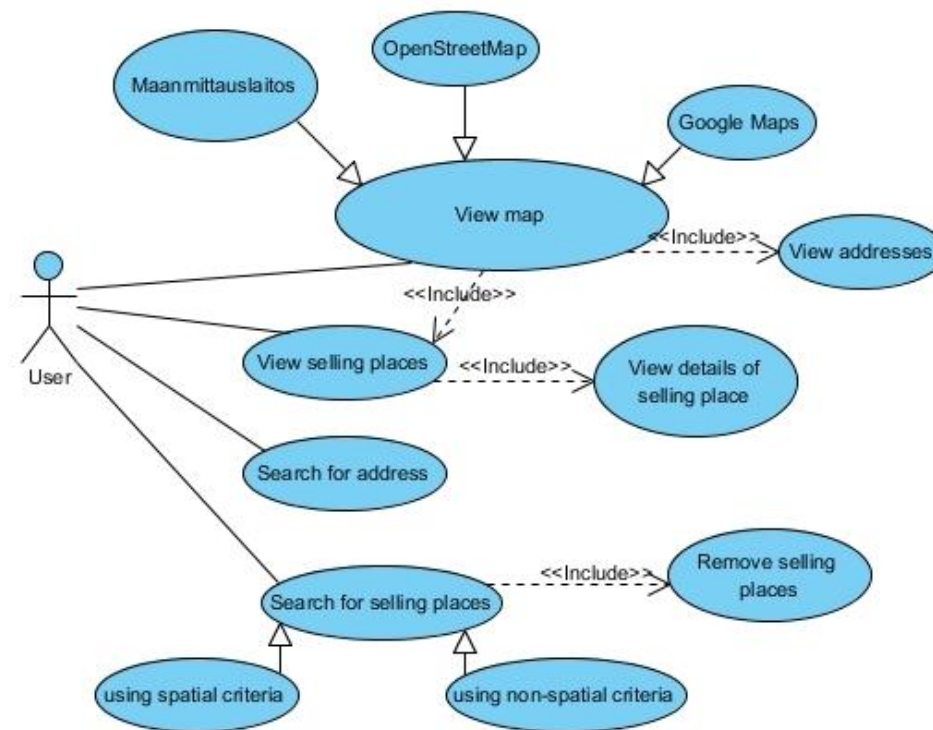 OpenStreetMap
Maanmittauslaitos
Google Maps
View map
<<Include>>
View addresses
<<Include>>
User
View selling places
<<Include>>
View details of
selling place
Search for address
<<Include>>
Remove selling
places
Search for selling places
using spatial criteria
using non-spatial criteria